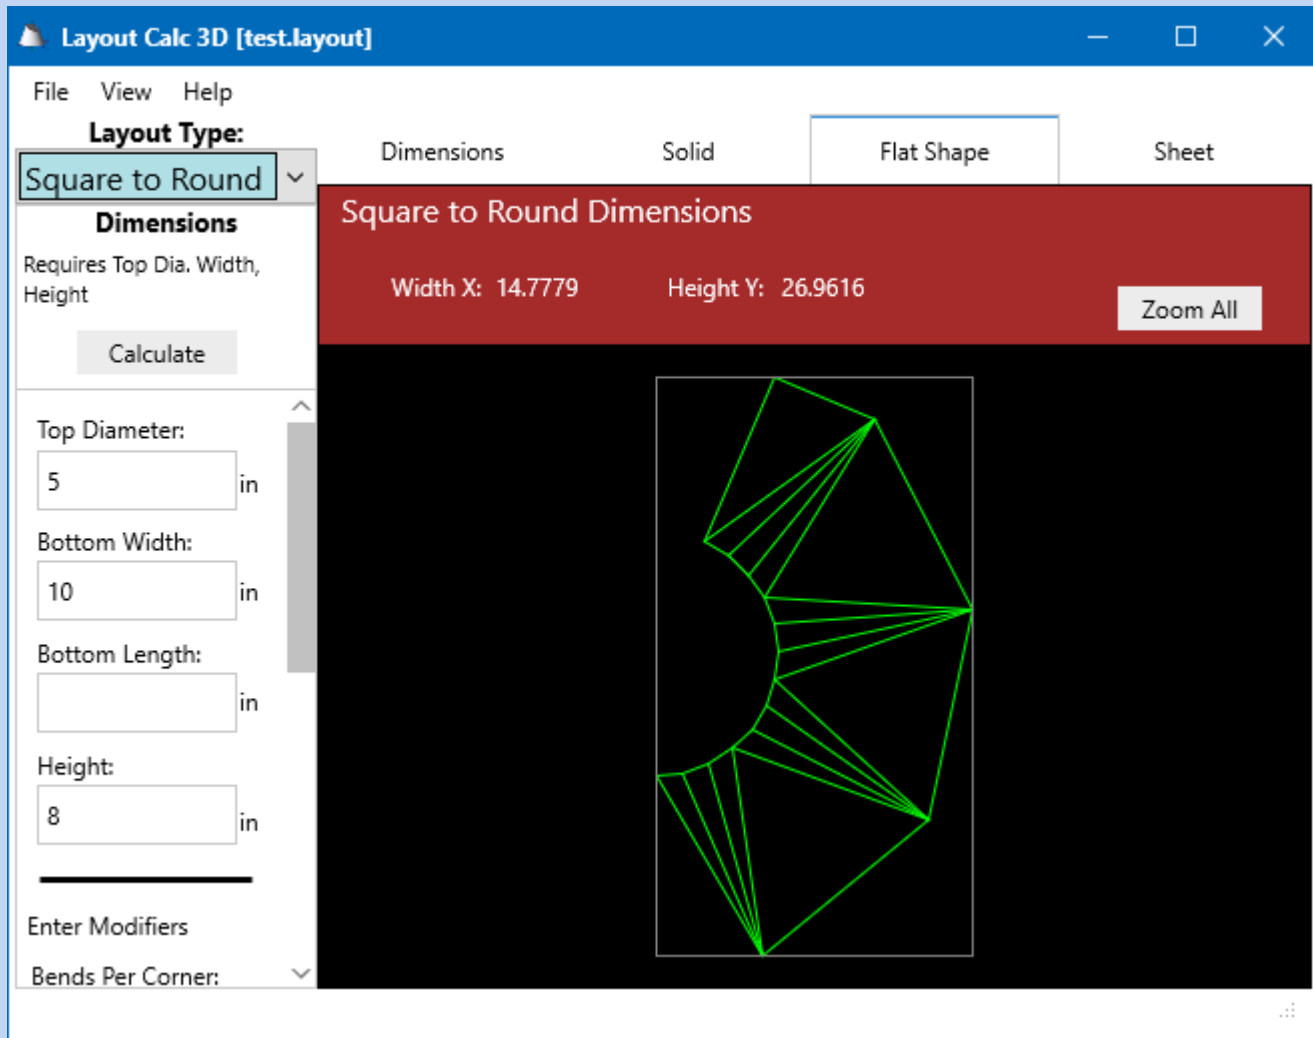 Layout Calc 3D [test.layout]
File View Help
Layout Type:
Square to Round
Dimensions
Requires Top Dia. Width,
Height
Calculate
Top Diameter:
5 in
Bottom Width:
10 in
Bottom Length:
in
Height:
8 in
Enter Modifiers
Bends Per Corner:
Dimensions Solid Flat Shape Sheet
Square to Round Dimensions
Width X: 14.7779 Height Y: 26.9616
Zoom All